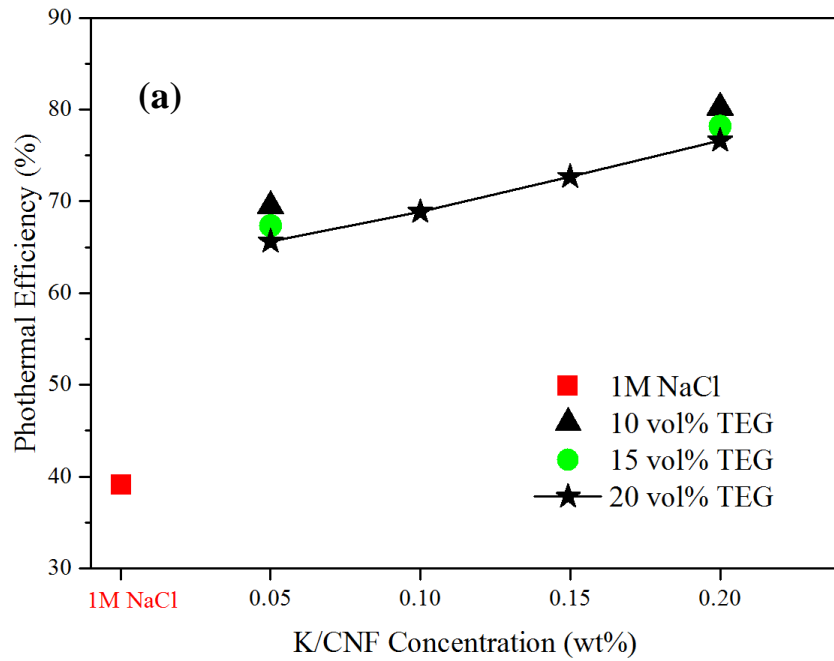 (a)
Phothermal Efficiency (%)
90
80
70
60
50
40
30
1M NaCl
10 vol% TEG
15 vol% TEG
20 vol% TEG
1M NaCl 0.05 0.10 0.15 0.20
K/CNF Concentration (wt%)